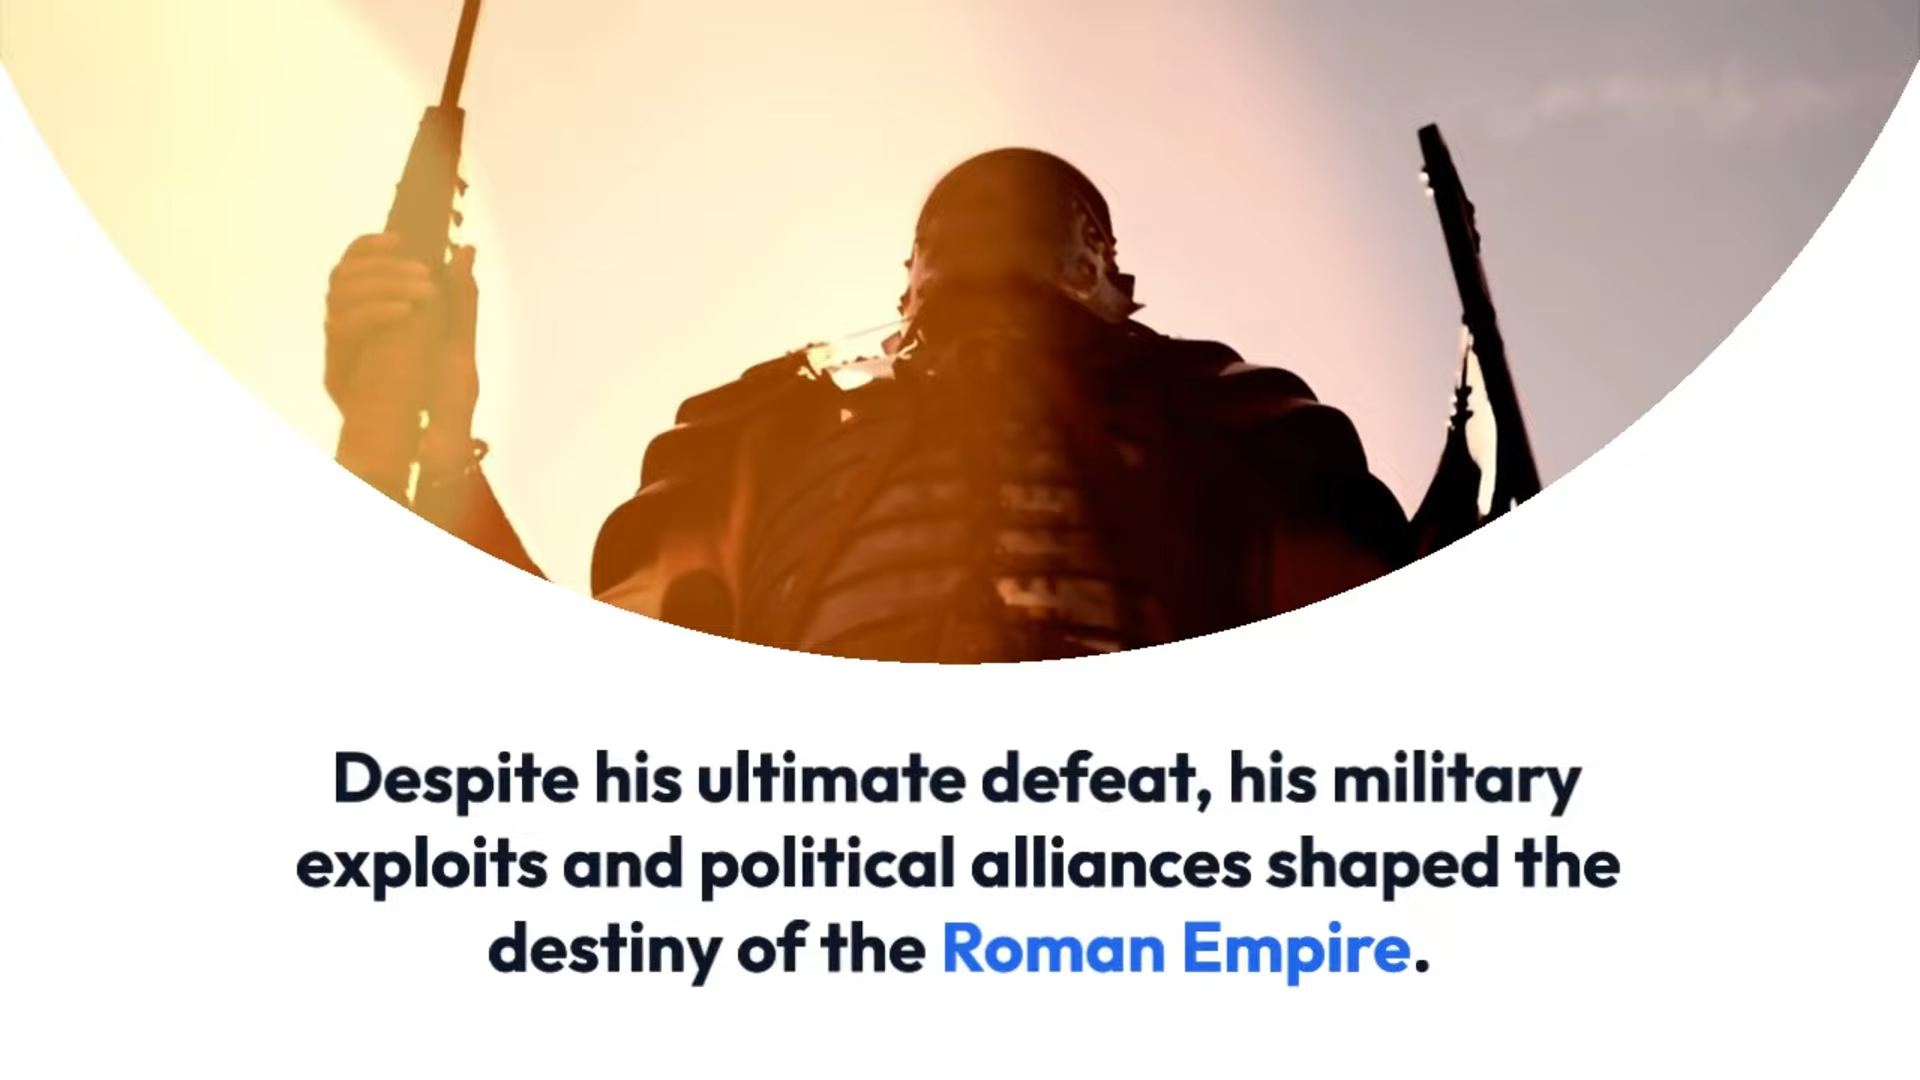 Despite his ultimate defeat, his military
exploits and political alliances shaped the
destiny of the Roman Empire.